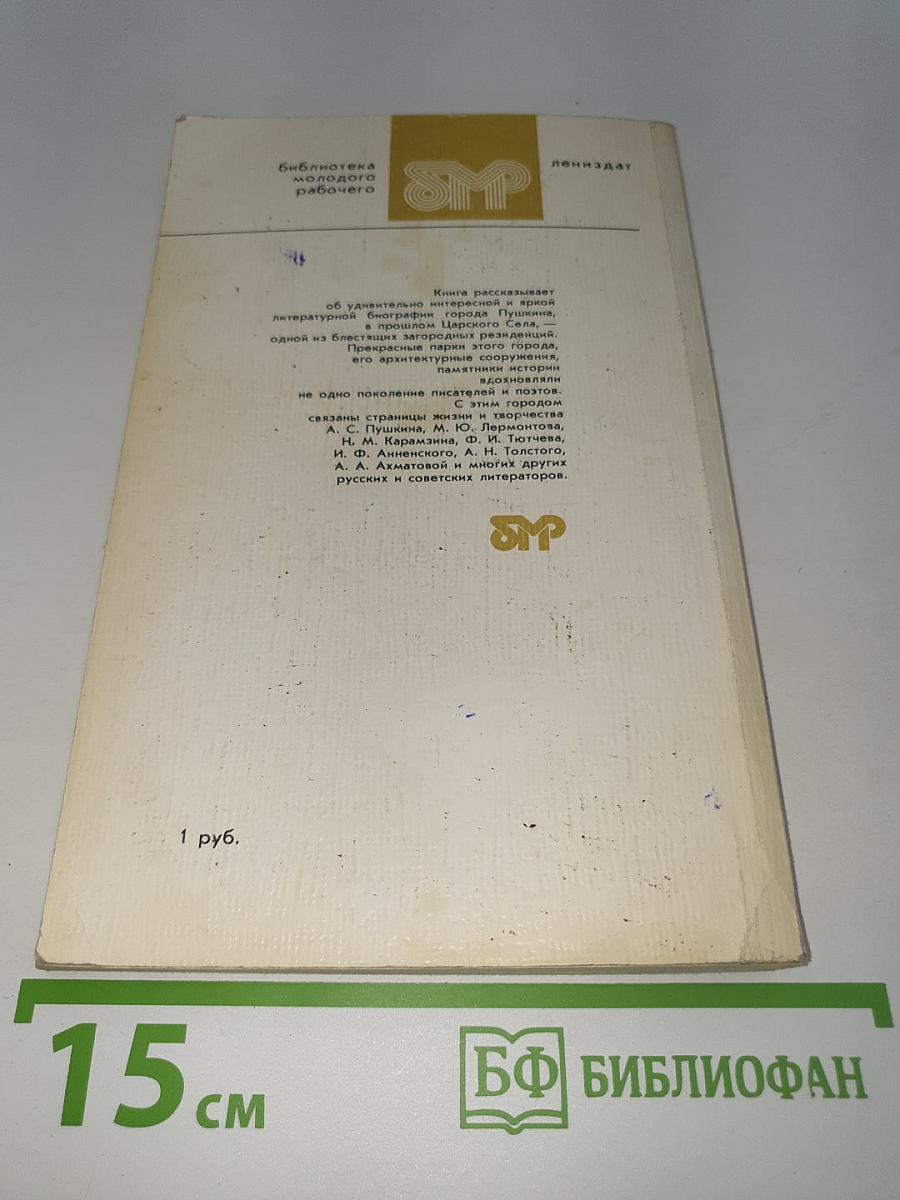 библиотека
молодого
рабочего
БМР
лениздат
Книга рассказывает
об удивительно интересной и яркой
литературной биографии города Пушкина,
в прошлом Царского Села, —
одной из блестящих загородных резиденций.
Прекрасные парки этого города,
его архитектурные сооружения,
памятники истории
вдохновляли
не одно поколение писателей и поэтов.
С этим городом
связаны страницы жизни и творчества
А. С. Пушкина, М. Ю. Лермонтова,
Н. М. Карамзина, Ф. И. Тютчева,
И. Ф. Анненского, А. Н. Толстого,
А. А. Ахматовой и многих других
русских и советских литераторов.
БМР
1 руб.
15 см
БФ БИБЛИОФАН